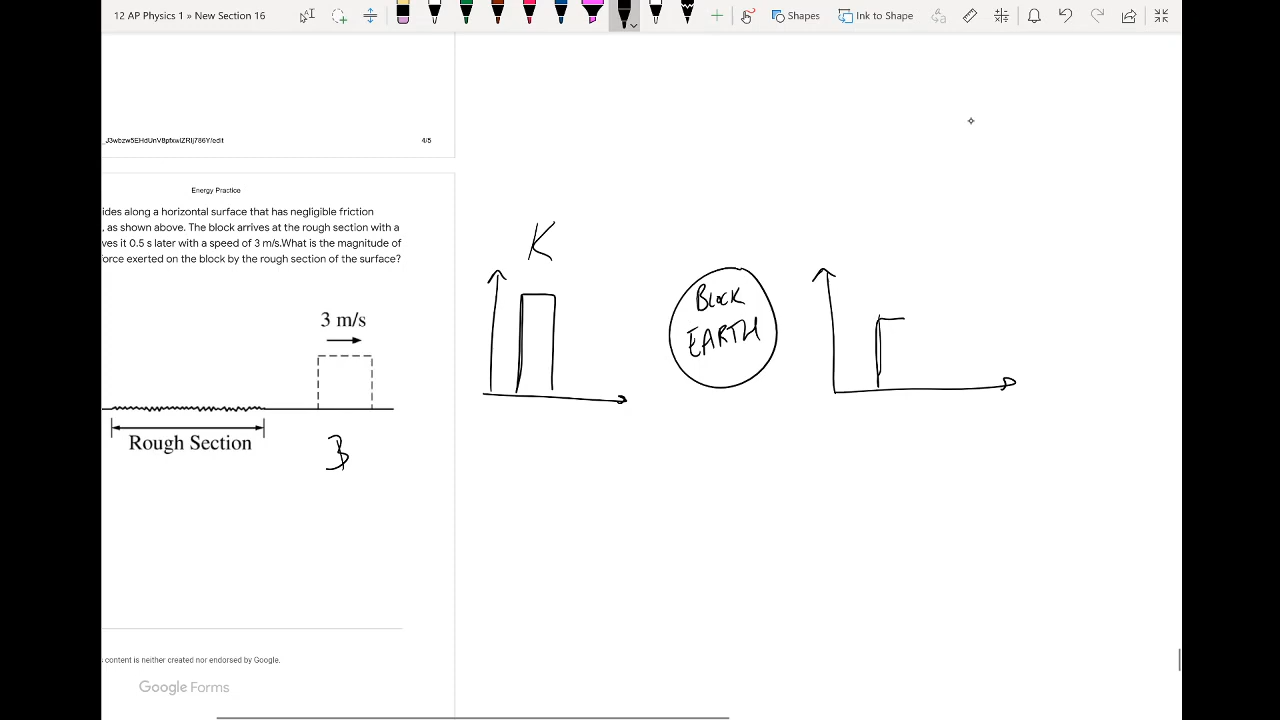 12 AP Physics 1 » New Section 16
Shapes
Ink to Shape
_J3wbzw5EHdUnV8pfxwIZRIj786Y/edit
4/5
Energy Practice
ides along a horizontal surface that has negligible friction
, as shown above. The block arrives at the rough section with a
ves it 0.5 s later with a speed of 3 m/s.What is the magnitude of
orce exerted on the block by the rough section of the surface?
K
BLOCK
EARTH
3 m/s
Rough Section
3
s content is neither created nor endorsed by Google.
Google Forms